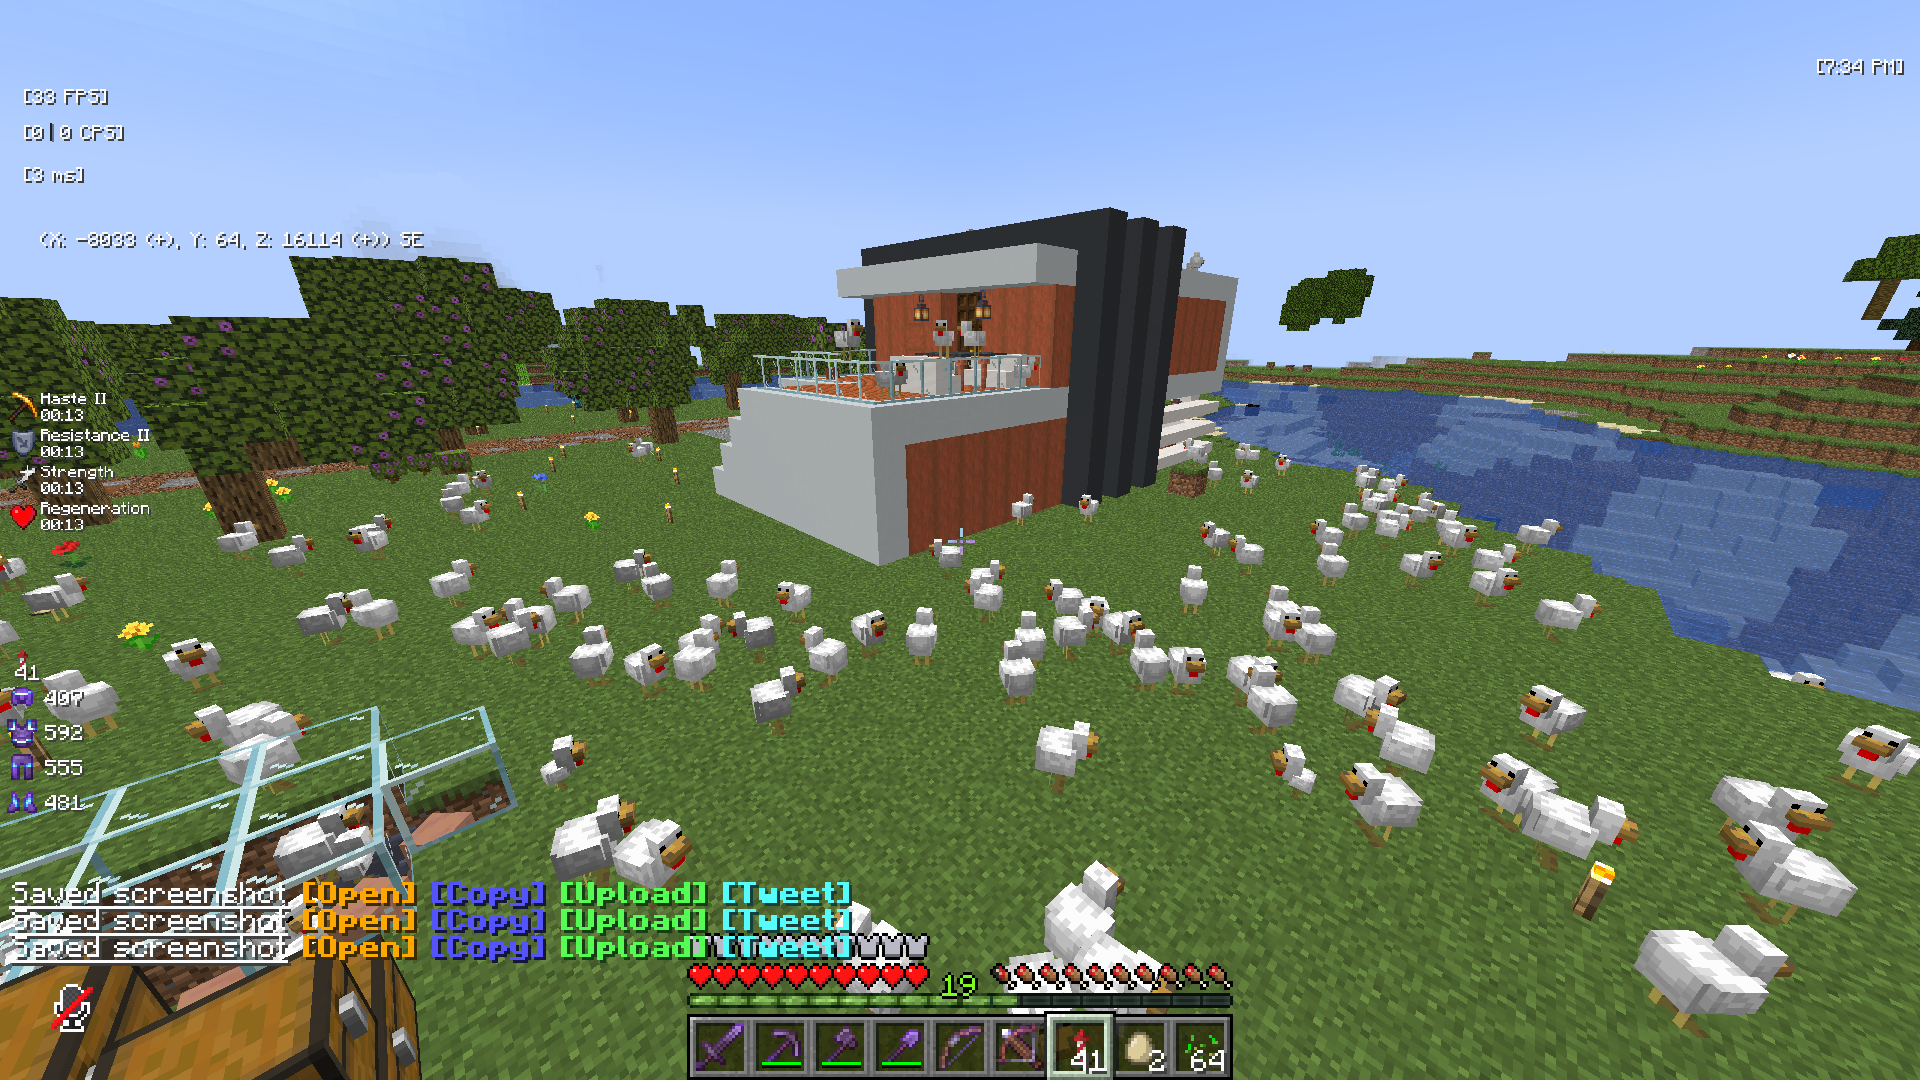 [7:34 PM]
[33 FPS]
[0|0 CPS]
[3 ms]
(X: -8033 (+), Y: 64, Z: 16114 (+)) SE
Haste II
00:13
Resistance II
00:13
Strength
00:13
Regeneration
00:13
41
407
592
555
481
Saved screenshot [Open] [Copy] [Upload] [Tweet]
Saved screenshot [Open] [Copy] [Upload] [Tweet]
Saved screenshot [Open] [Copy] [Upload] [Tweet]
19
41 2 64